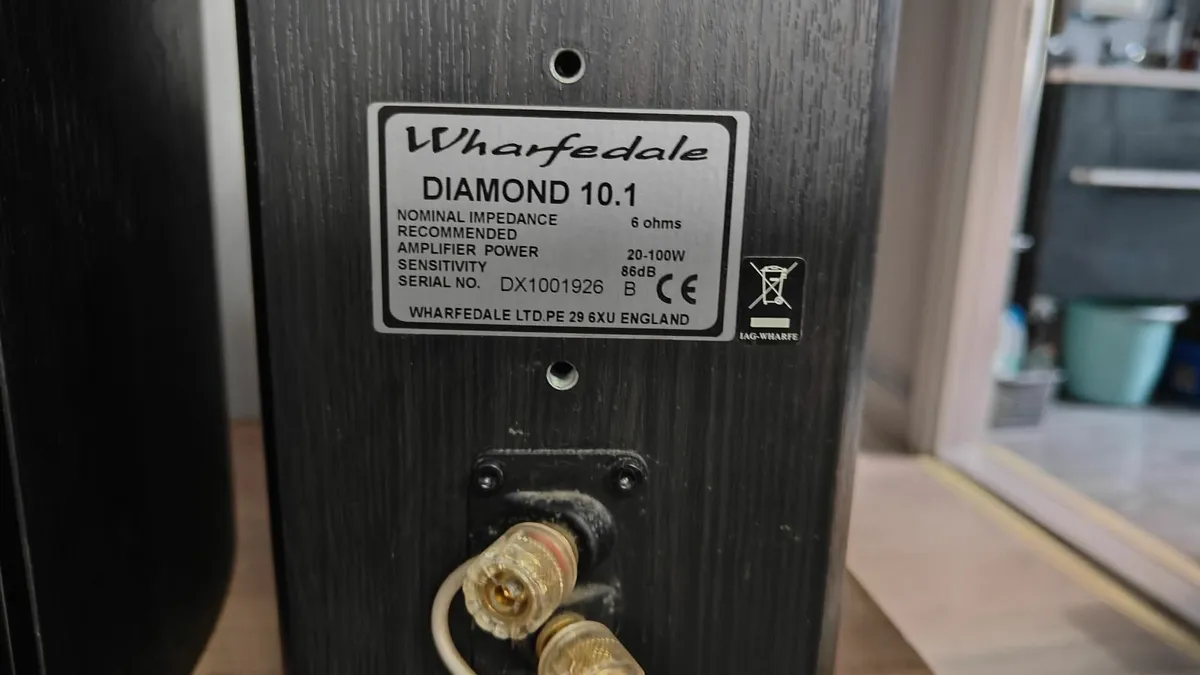 Wharfedale
DIAMOND 10.1
NOMINAL IMPEDANCE 6 ohms
RECOMMENDED
AMPLIFIER POWER 20-100W
SENSITIVITY 86dB
SERIAL NO. DX1001926 B CE
WHARFEDALE LTD.PE 29 6XU ENGLAND
IAG-WHARFE